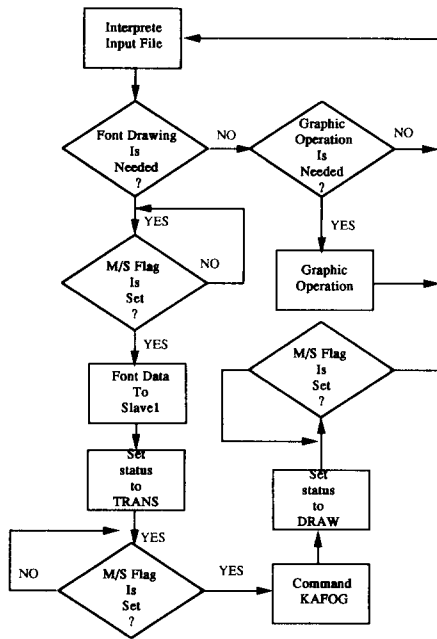 Interprete
Input File
Font Drawing
Is
Needed
?
NO
Graphic
Operation
Is
Needed
?
NO
YES
YES
M/S Flag
Is
Set
?
NO
Graphic
Operation
YES
Font Data
To
Slave1
M/S Flag
Is
Set
?
Set
status
to
TRANS
Set
status
to
DRAW
YES
M/S Flag
Is
Set
?
NO
YES
Command
KAFOG